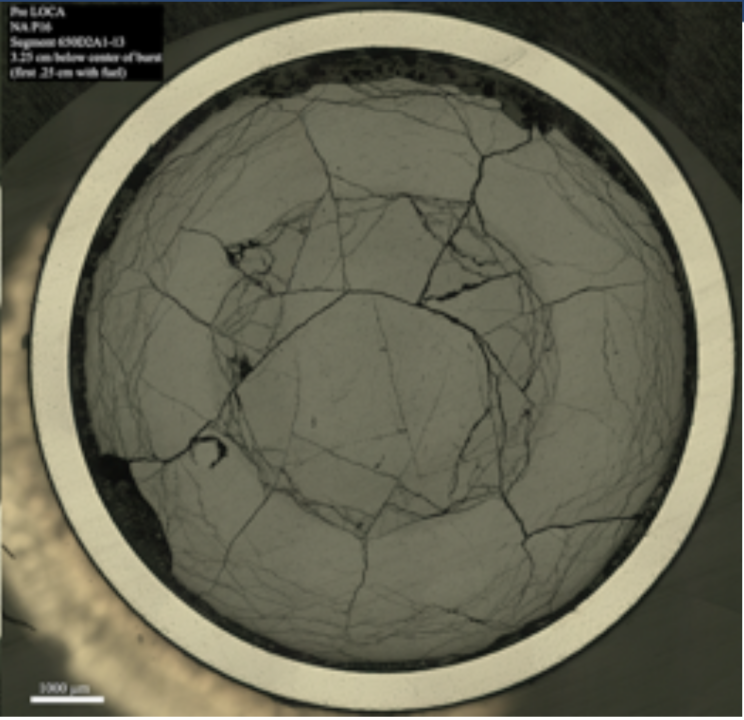 Pre LOCA
NA P16
Segment 650D2A1-13
3.25 cm below center of burst
(first .25 cm with fuel)
1000 µm